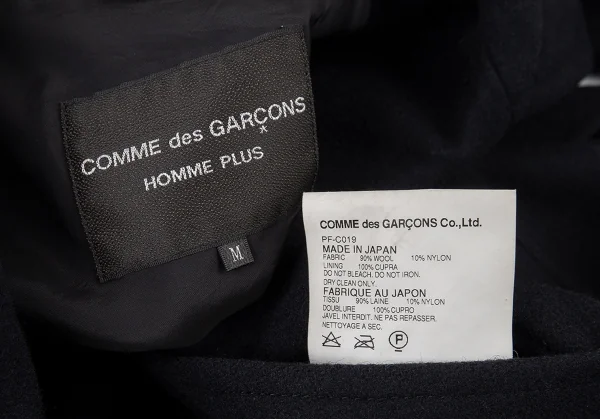 COMME des GARÇONS
HOMME PLUS
M
COMME des GARÇONS Co.,Ltd.
PF-C019
MADE IN JAPAN
FABRIC 90% WOOL 10% NYLON
LINING 100% CUPRA
DO NOT BLEACH. DO NOT IRON.
DRY CLEAN ONLY.
FABRIQUE AU JAPON
TISSU 90% LAINE 10% NYLON
DOUBLURE 100% CUPRO
JAVEL INTERDIT. NE PAS REPASSER.
NETTOYAGE A SEC.
P